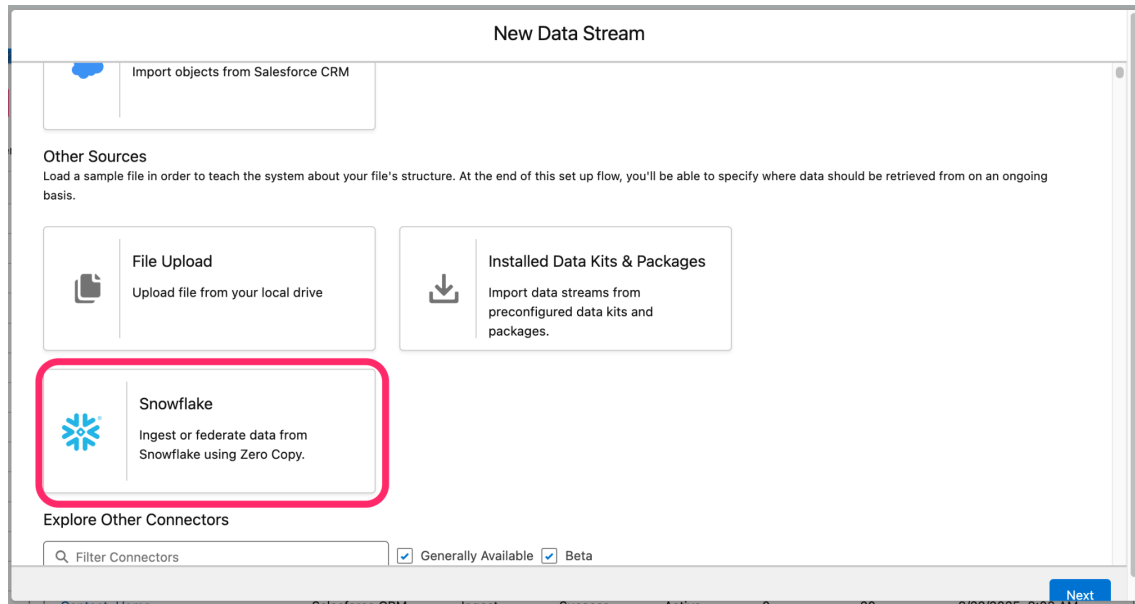 New Data Stream
Import objects from Salesforce CRM
Other Sources
Load a sample file in order to teach the system about your file's structure. At the end of this set up flow, you'll be able to specify where data should be retrieved from on an ongoing
basis.
File Upload
Upload file from your local drive
Installed Data Kits & Packages
Import data streams from
preconfigured data kits and
packages.
Snowflake
Ingest or federate data from
Snowflake using Zero Copy.
Explore Other Connectors
Filter Connectors
Generally Available
Beta
Next